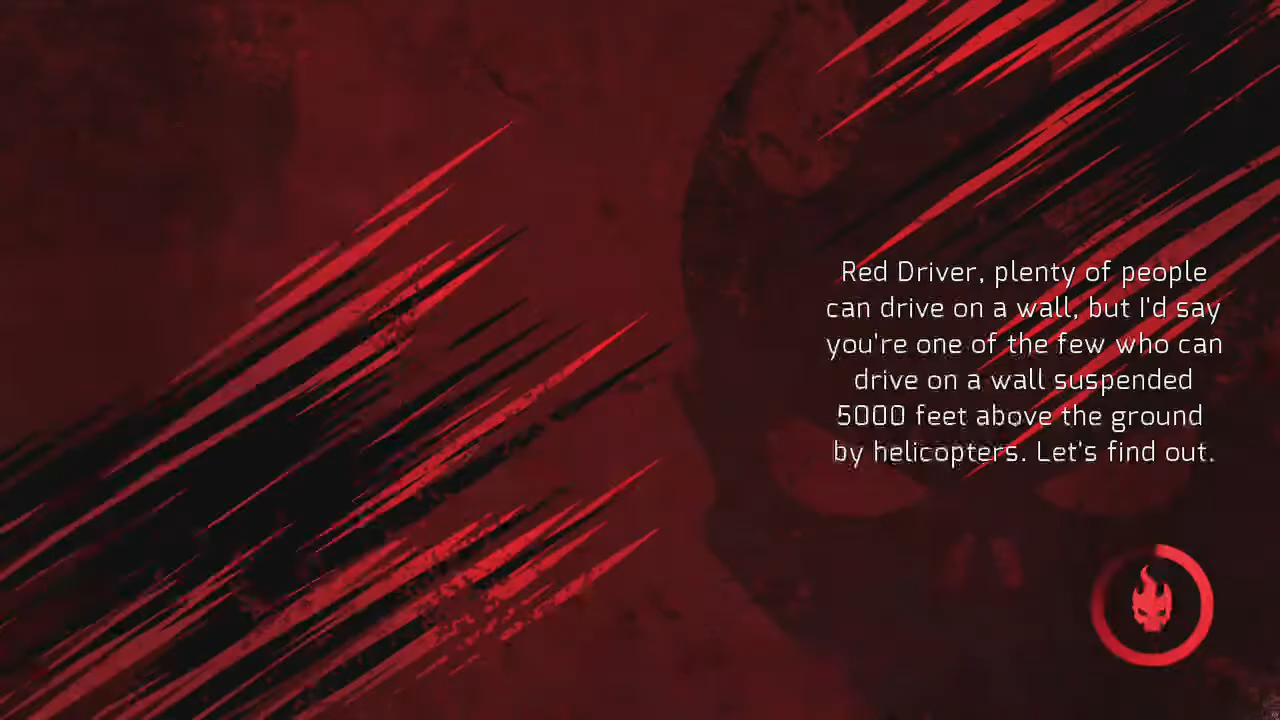 Red Driver, plenty of people
can drive on a wall, but I'd say
you're one of the few who can
drive on a wall suspended
5000 feet above the ground
by helicopters. Let's find out.